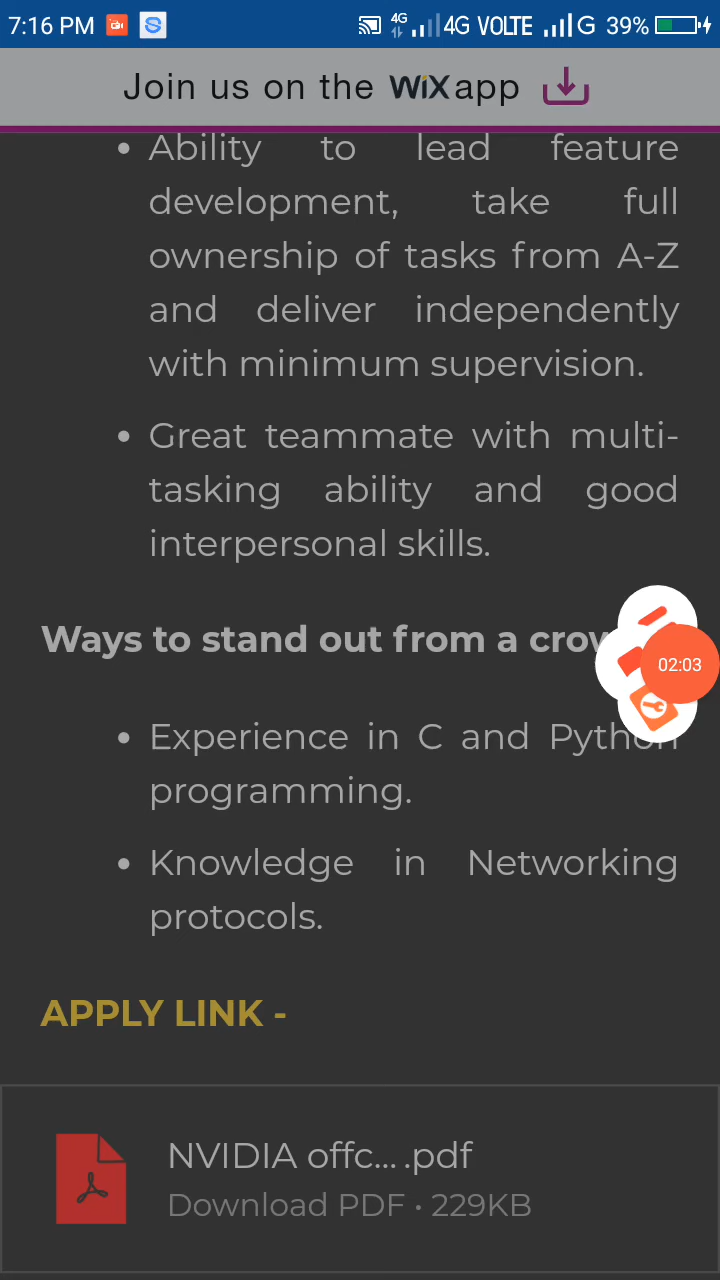 7:16 PM 4G 4G VOLTE G 39%
Join us on the WiX app
• Ability to lead feature
development, take full
ownership of tasks from A-Z
and deliver independently
with minimum supervision.
• Great teammate with multi-
tasking ability and good
interpersonal skills.
Ways to stand out from a crow
02:03
• Experience in C and Python
programming.
• Knowledge in Networking
protocols.
APPLY LINK -
NVIDIA offc... .pdf
Download PDF • 229KB